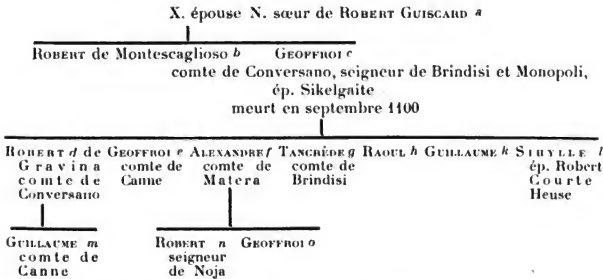 X. épouse N. sœur de ROBERT GUISCARD a
ROBERT de Montescaglioso b GEOFFROI c
comte de Conversano, seigneur de Brindisi et Monopoli,
ép. Sikelgaite
meurt en septembre 1100
ROBERT d de GEOFFROI e ALEXANDRE f TANCRÈDE g RAOUL h GUILLAUME k SIBYLLE l
Gravina comte de comte de comte de ép. Robert
comte de Canne Matera Brindisi Courte
Conversano Heuse
GUILLAUME m ROBERT n GEOFFROI o
comte de seigneur
Canne de Noja